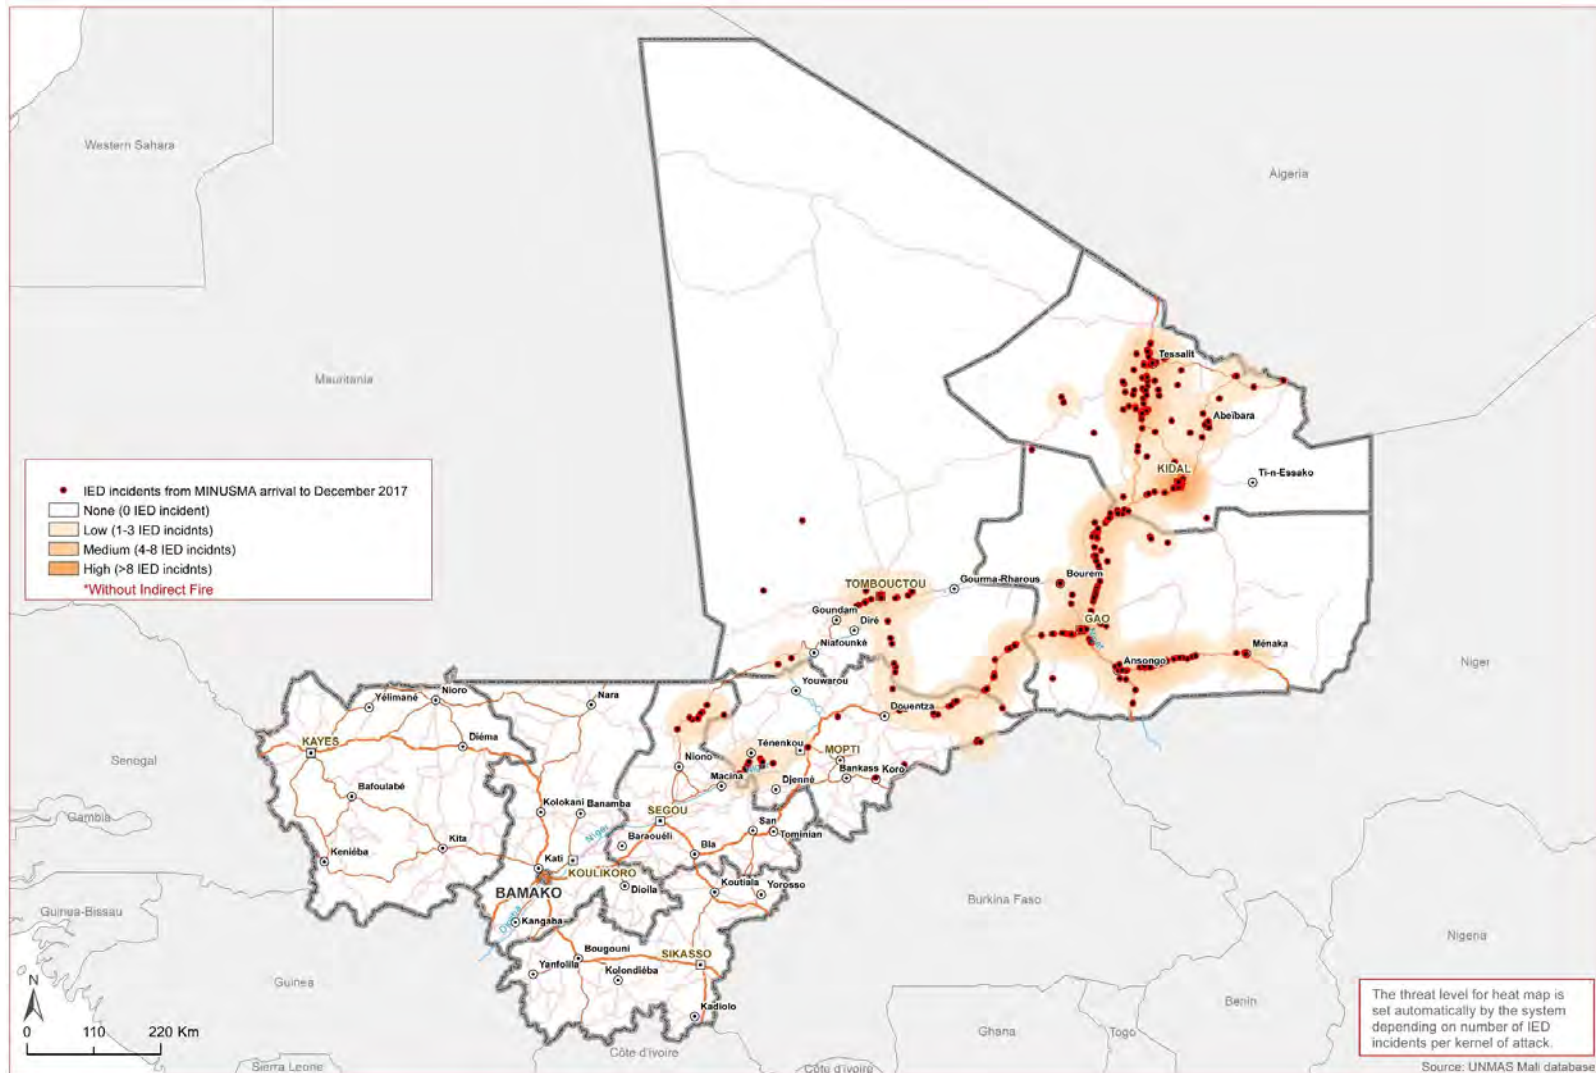 Western Sahara
Algeria
Mauritania
Tessalit
Abeïbara
KIDAL
Ti-n-Essako
IED incidents from MINUSMA arrival to December 2017
None (0 IED incident)
Low (1-3 IED incidnts)
Medium (4-8 IED incidnts)
High (>8 IED incidnts)
*Without Indirect Fire
TOMBOUCTOU
Gourma-Rharous
Bourem
Goundam
Diré
GAO
Niger
Niafounké
Ansongo
Ménaka
Niger
Youwarou
Yélimané
Nioro
Nara
Douentza
KAYES
Diéma
Ténenkou
MOPTI
Senegal
Niono
Macina
Bankass
Koro
Djenné
Bafoulabé
Gambia
Kolokani
Banamba
SEGOU
San
Tominian
Niger
Baraouéli
Bla
Kita
Keniéba
Kati
KOULIKORO
BAMAKO
Dioila
Koutiala
Yorosso
Burkina Faso
Guinea-Bissau
Kangaba
Nigeria
Bougouni
SIKASSO
Yanfolila
Kolondiéba
Guinea
Benin
Kadiolo
Ghana
Togo
N
0 110 220 Km
Côte d'ivoire
Côte d'ivoire
Sierra Leone
The threat level for heat map is
set automatically by the system
depending on number of IED
incidents per kernel of attack.
Source: UNMAS Mali database